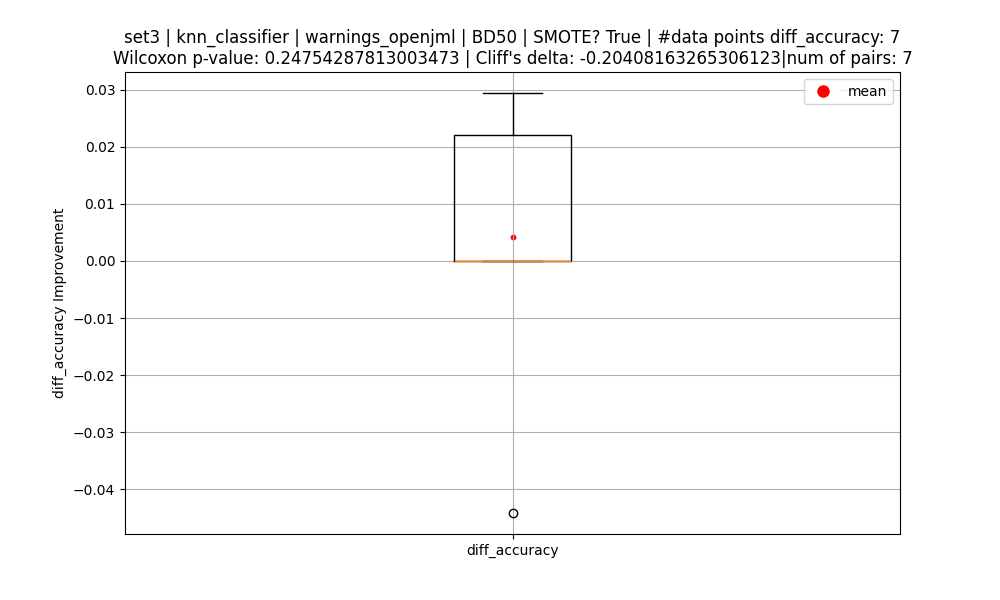 set3 | knn_classifier | warnings_openjml | BD50 | SMOTE? True | #data points diff_accuracy: 7
Wilcoxon p-value: 0.24754287813003473 | Cliff's delta: -0.20408163265306123|num of pairs: 7
mean
0.03
0.02
0.01
0.00
−0.01
−0.02
−0.03
−0.04
diff_accuracy Improvement
diff_accuracy